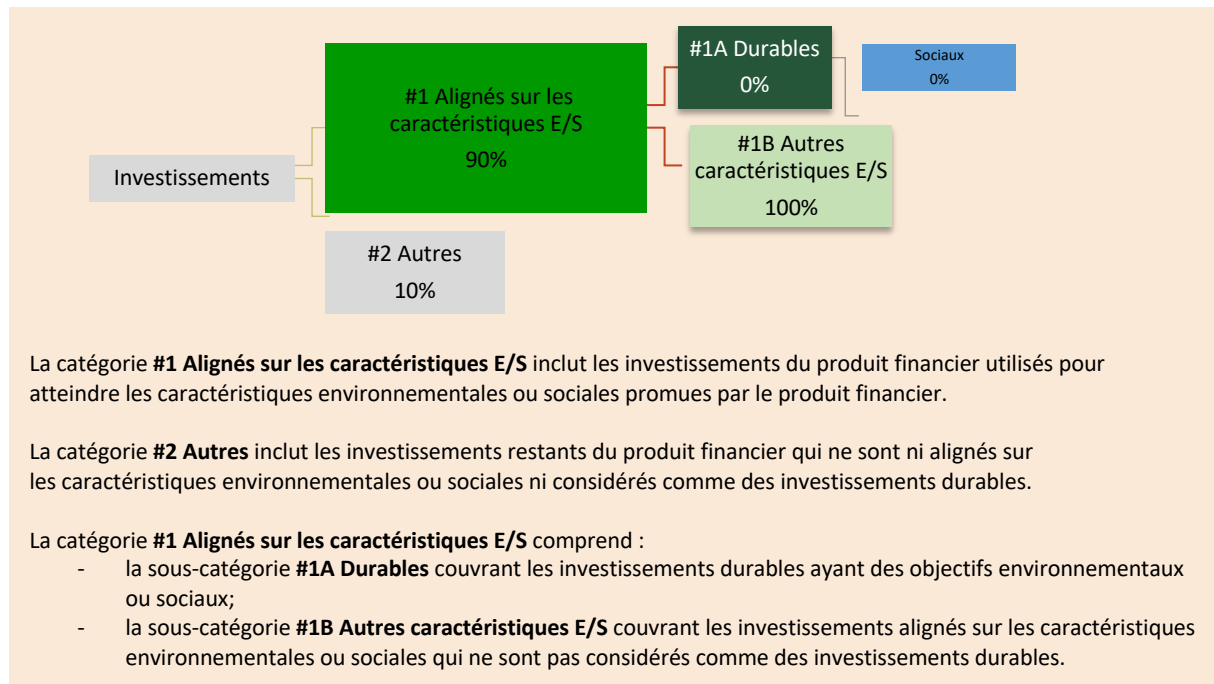 #1A Durables
0%
Sociaux
0%
#1 Alignés sur les
caractéristiques E/S
90%
#1B Autres
caractéristiques E/S
100%
Investissements
#2 Autres
10%
La catégorie #1 Alignés sur les caractéristiques E/S inclut les investissements du produit financier utilisés pour
atteindre les caractéristiques environnementales ou sociales promues par le produit financier.
La catégorie #2 Autres inclut les investissements restants du produit financier qui ne sont ni alignés sur
les caractéristiques environnementales ou sociales ni considérés comme des investissements durables.
La catégorie #1 Alignés sur les caractéristiques E/S comprend :
- la sous-catégorie #1A Durables couvrant les investissements durables ayant des objectifs environnementaux
ou sociaux;
- la sous-catégorie #1B Autres caractéristiques E/S couvrant les investissements alignés sur les caractéristiques
environnementales ou sociales qui ne sont pas considérés comme des investissements durables.